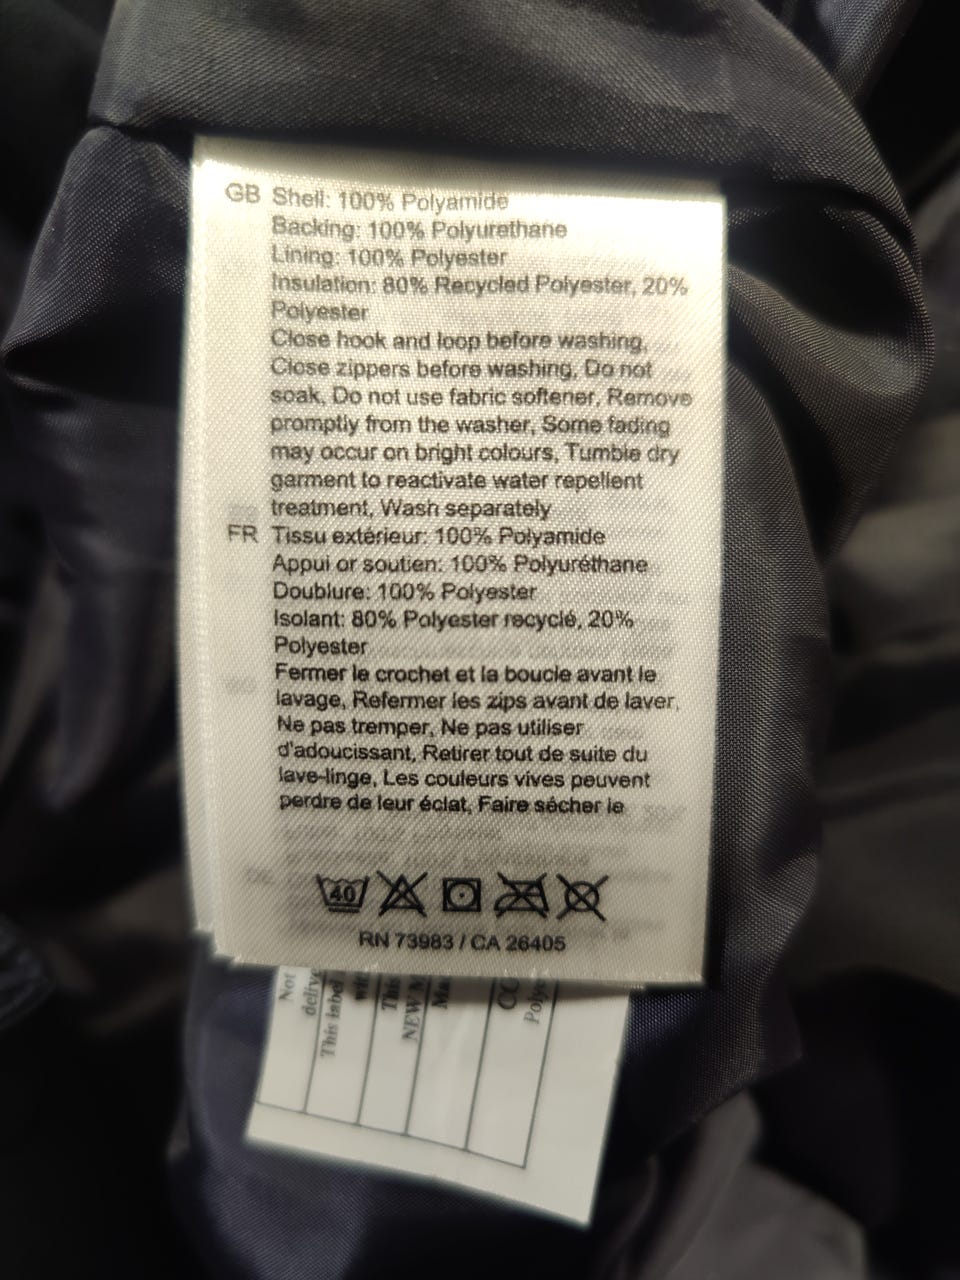 GB Shell: 100% Polyamide
Backing: 100% Polyurethane
Lining: 100% Polyester
Insulation: 80% Recycled Polyester, 20%
Polyester
Close hook and loop before washing,
Close zippers before washing, Do not
soak, Do not use fabric softener, Remove
promptly from the washer, Some fading
may occur on bright colours, Tumble dry
garment to reactivate water repellent
treatment, Wash separately
FR Tissu extérieur: 100% Polyamide
Appui or soutien: 100% Polyuréthane
Doublure: 100% Polyester
Isolant: 80% Polyester recyclé, 20%
Polyester
Fermer le crochet et la boucle avant le
lavage, Refermer les zips avant de laver,
Ne pas tremper, Ne pas utiliser
d'adoucissant, Retirer tout de suite du
lave-linge, Les couleurs vives peuvent
perdre de leur éclat, Faire sécher le
40
RN 73983 / CA 26405
Not
This label
NEW